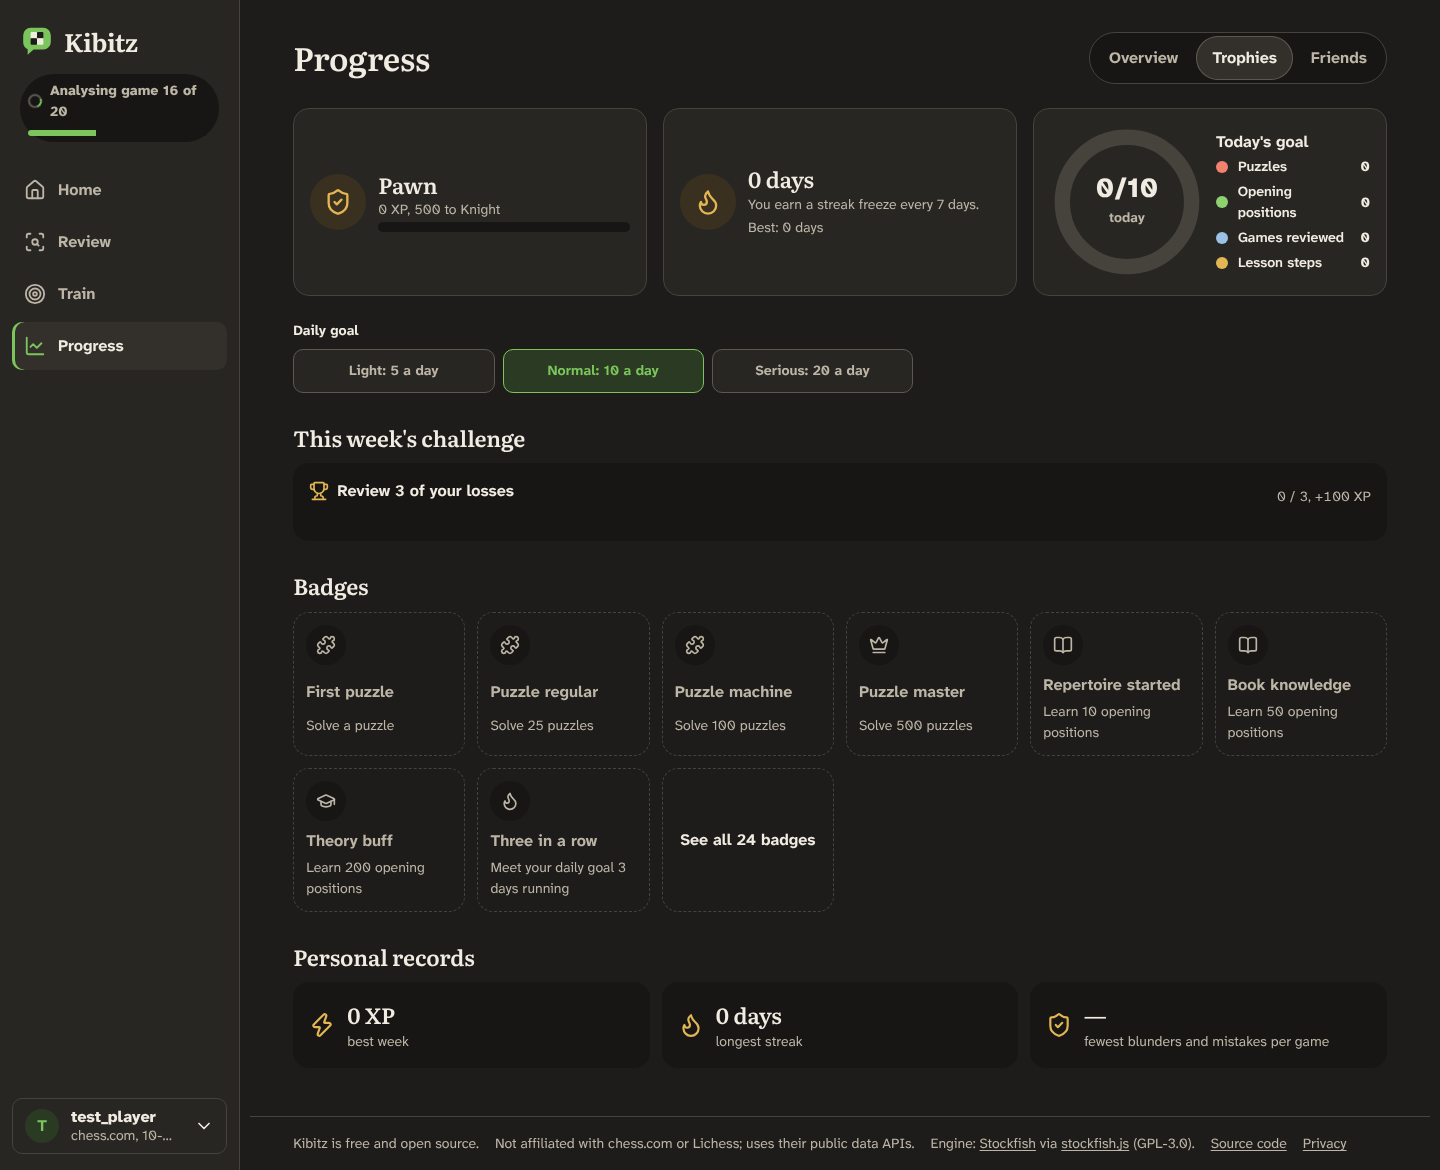 Kibitz
Analysing game 16 of
20
Home
Review
Train
Progress
test_player
chess.com, 10-...
T
Progress
Overview
Trophies
Friends
Pawn
0 XP, 500 to Knight
0 days
You earn a streak freeze every 7 days.
Best: 0 days
0/10
today
Today's goal
Puzzles 0
Opening
positions 0
Games reviewed 0
Lesson steps 0
Daily goal
Light: 5 a day
Normal: 10 a day
Serious: 20 a day
This week's challenge
Review 3 of your losses
0 / 3, +100 XP
Badges
First puzzle
Solve a puzzle
Puzzle regular
Solve 25 puzzles
Puzzle machine
Solve 100 puzzles
Puzzle master
Solve 500 puzzles
Repertoire started
Learn 10 opening
positions
Book knowledge
Learn 50 opening
positions
Theory buff
Learn 200 opening
positions
Three in a row
Meet your daily goal 3
days running
See all 24 badges
Personal records
0 XP
best week
0 days
longest streak
—
fewest blunders and mistakes per game
Kibitz is free and open source. Not affiliated with chess.com or Lichess; uses their public data APIs. Engine: Stockfish via stockfish.js (GPL-3.0). Source code Privacy